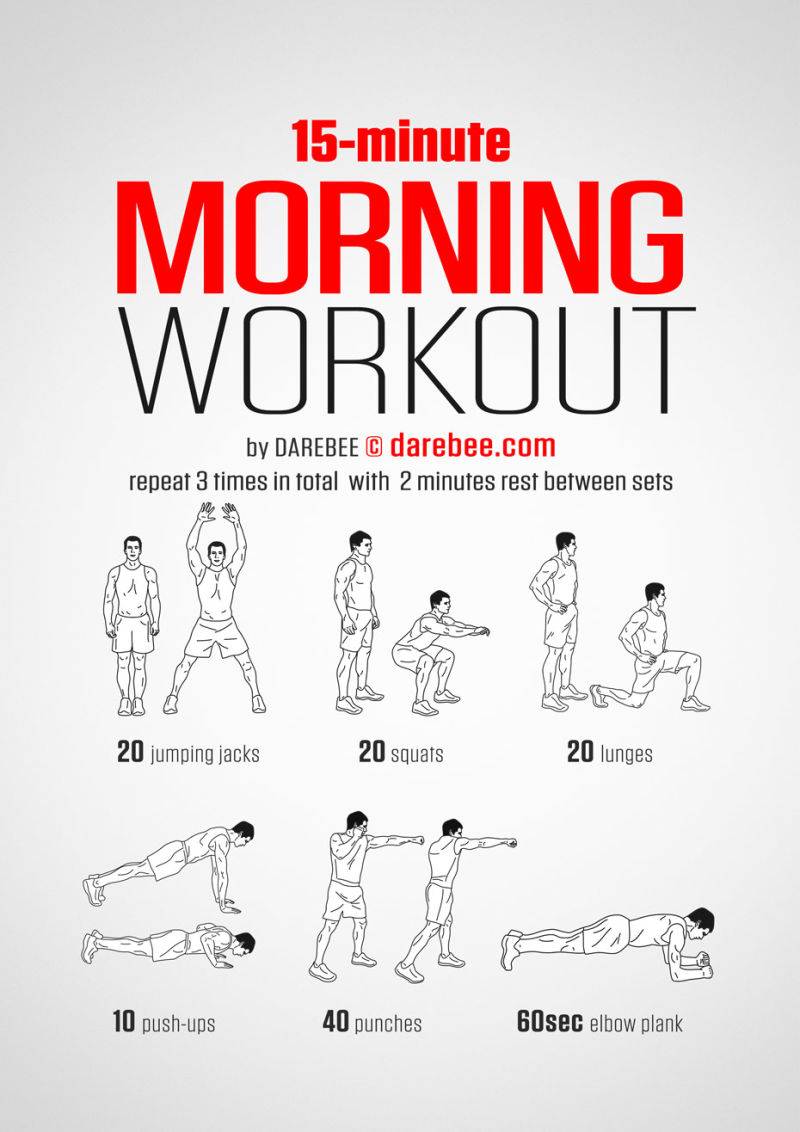 15-minute
MORNING
WORKOUT
by DAREBEE © darebee.com
repeat 3 times in total with 2 minutes rest between sets
20 jumping jacks
20 squats
20 lunges
10 push-ups
40 punches
60sec elbow plank